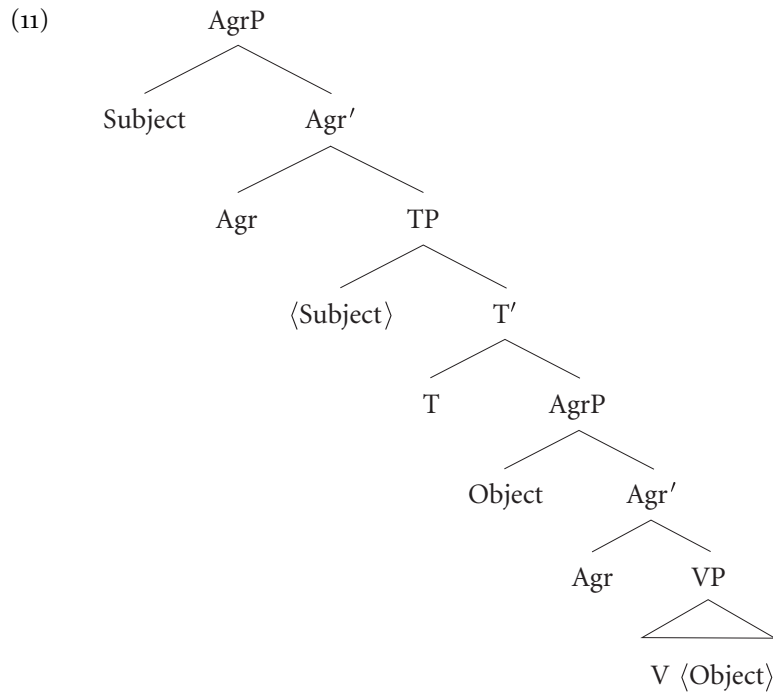 (11) AgrP
Subject Agr′
Agr TP
⟨Subject⟩ T′
T AgrP
Object Agr′
Agr VP
V ⟨Object⟩